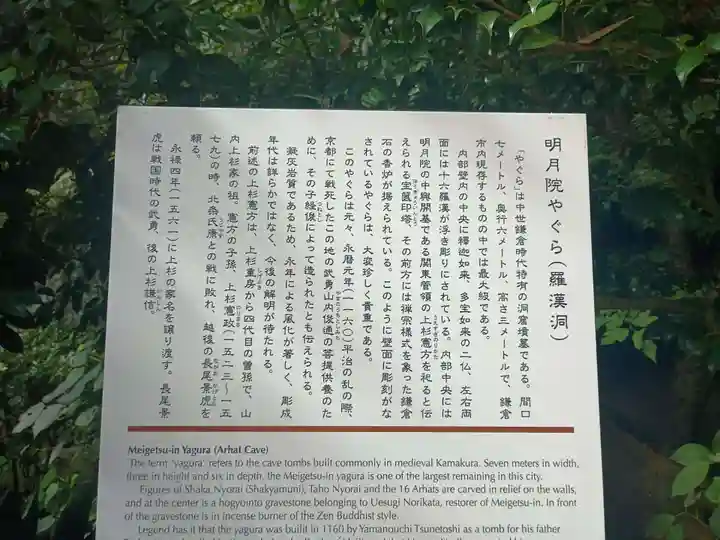 明月院やぐら（羅漢洞）
「やぐら」は中世鎌倉時代特有の洞窟墳墓である。間口
七メートル、奥行六メートル、高さ三メートルで、鎌倉
市内現存するものの中では最大級である。
内部壁内の中央に釋迦如来、多宝如来の二仏、左右両
面には十六羅漢が浮き彫りにされている。内部中央には
明月院の中興開基である関東管領の上杉憲方を祀ると伝
えられる宝篋印塔、その前方には禅宗様式を象った鎌倉
石の香炉が据えられている。このように壁面に彫刻がな
されているやぐらは、大変珍しく貴重である。
このやぐらは元々、永暦元年（一一六〇）平治の乱の際、
京都にて戦死したこの地の武勇山内俊通の菩提供養のた
めに、その子経俊によって造られたとも伝えられる。
凝灰岩質であるため、永年による風化が著しく、彫成
年代は詳らかではなく、今後の解明が待たれる。
前述の上杉憲方は、上杉重房から四代目の曽孫で、山
内上杉家の祖、憲方の子孫、上杉憲政（一五二三〜一五
七九）の時、北条氏康との戦に敗れ、越後の長尾景虎を
頼る。
永禄四年（一五六一）に上杉の家名を譲り渡す。長尾景
虎は戦国時代の武勇、後の上杉謙信。
Meigetsu-in Yagura (Arhat Cave)
The term 'yagura' refers to the cave tombs built commonly in medieval Kamakura. Seven meters in width,
three in height and six in depth, the Meigetsu-in yagura is one of the largest remaining in this city.
Figures of Shaka Nyorai (Shakyamuni), Taho Nyorai and the 16 Arhats are carved in relief on the walls,
and at the center is a hogyointo gravestone belonging to Uesugi Norikata, restorer of Meigetsu-in. In front
of the gravestone is in incense burner of the Zen Buddhist style.
Legend has it that the yagura was built in 1160 by Yamanouchi Tsunetoshi as a tomb for his father